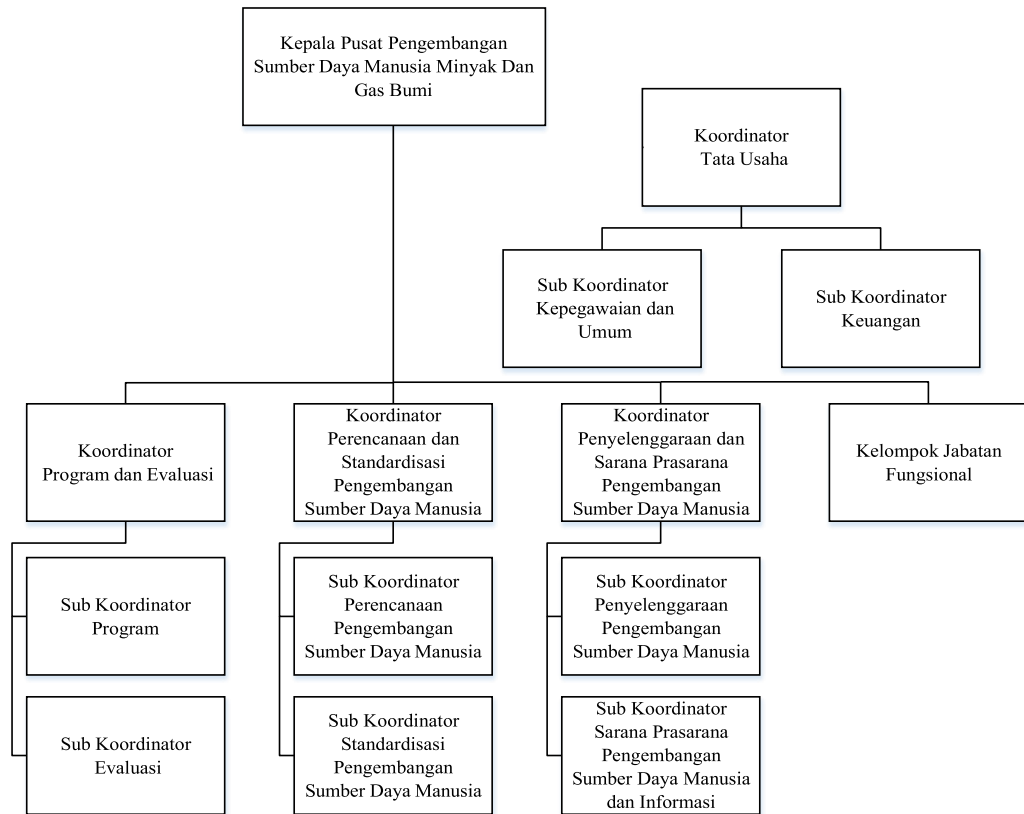 Kepala Pusat Pengembangan
Sumber Daya Manusia Minyak Dan
Gas Bumi
Koordinator
Tata Usaha
Sub Koordinator
Kepegawaian dan
Umum
Sub Koordinator
Keuangan
Koordinator
Program dan Evaluasi
Koordinator
Perencanaan dan
Standardisasi
Pengembangan
Sumber Daya Manusia
Koordinator
Penyelenggaraan dan
Sarana Prasarana
Pengembangan
Sumber Daya Manusia
Kelompok Jabatan
Fungsional
Sub Koordinator
Program
Sub Koordinator
Perencanaan
Pengembangan
Sumber Daya Manusia
Sub Koordinator
Penyelenggaraan
Pengembangan
Sumber Daya Manusia
Sub Koordinator
Evaluasi
Sub Koordinator
Standardisasi
Pengembangan
Sumber Daya Manusia
Sub Koordinator
Sarana Prasarana
Pengembangan
Sumber Daya Manusia
dan Informasi